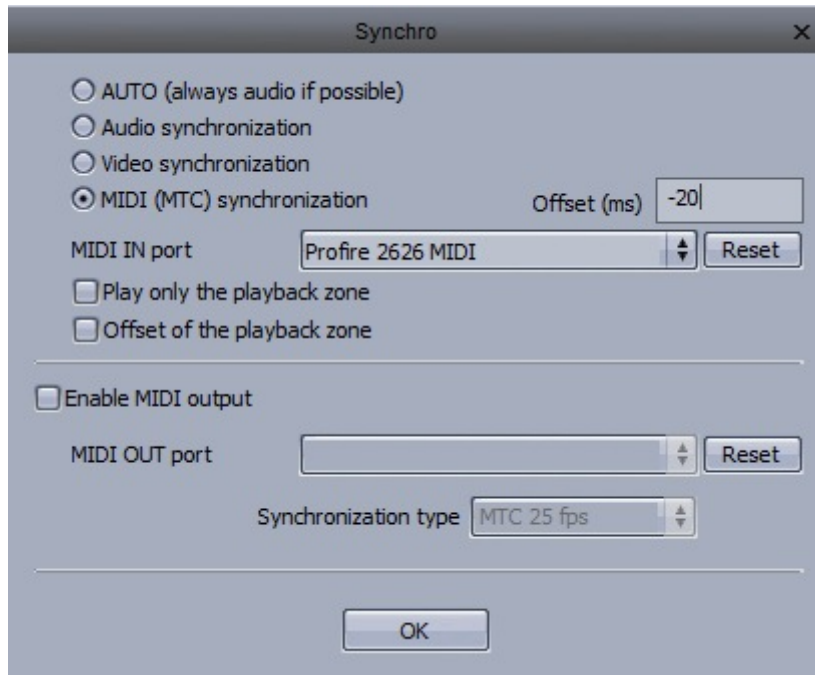 Synchro
AUTO (always audio if possible)
Audio synchronization
Video synchronization
MIDI (MTC) synchronization Offset (ms) -20
MIDI IN port Profire 2626 MIDI Reset
Play only the playback zone
Offset of the playback zone
Enable MIDI output
MIDI OUT port Reset
Synchronization type MTC 25 fps
OK